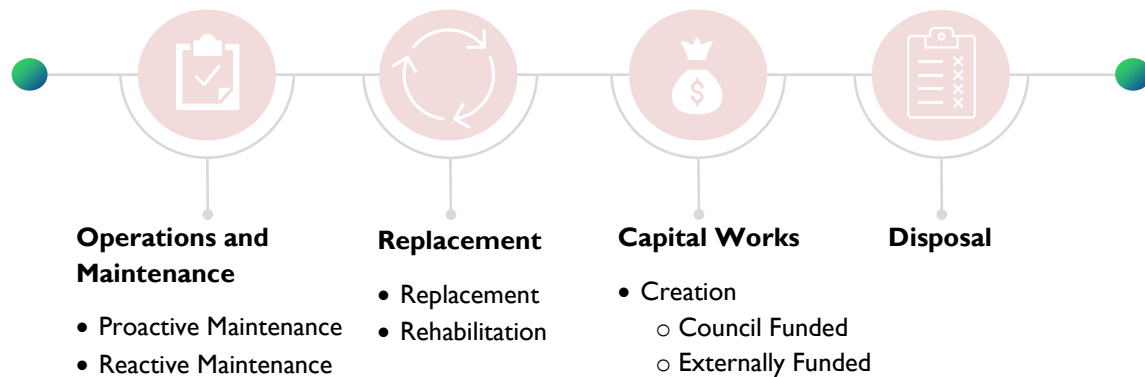 Operations and
Maintenance
• Proactive Maintenance
• Reactive Maintenance
Replacement
• Replacement
• Rehabilitation
Capital Works
• Creation
○ Council Funded
○ Externally Funded
Disposal
$